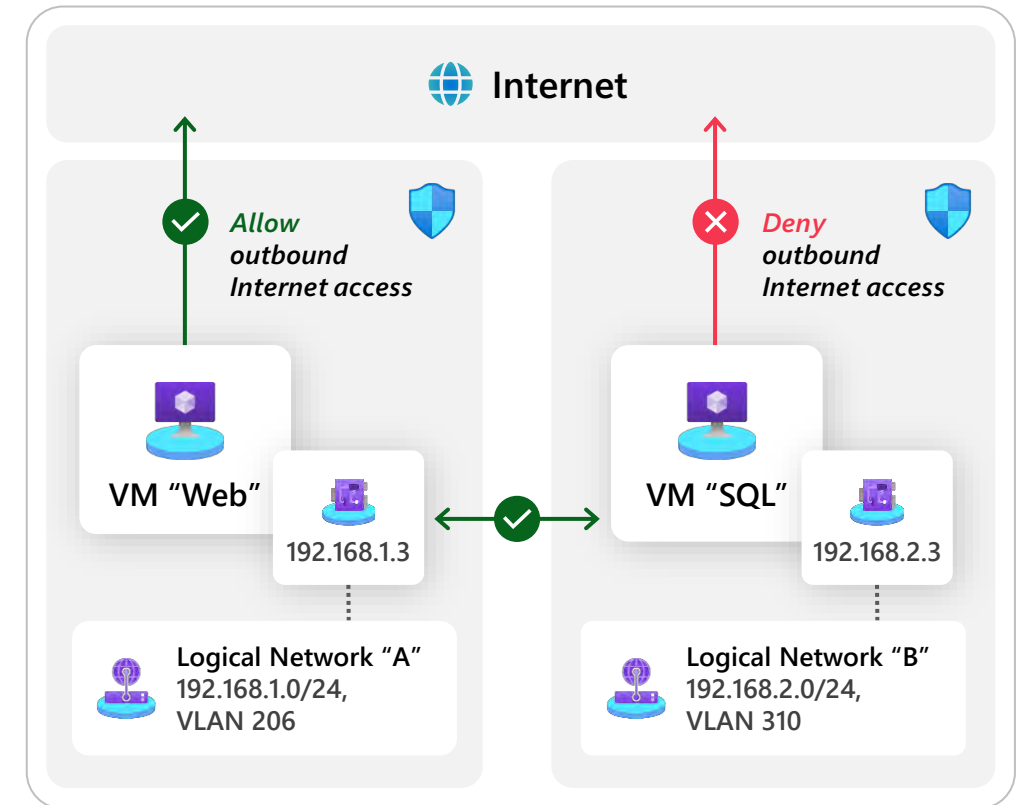 Internet
Allow
outbound
Internet access
Deny
outbound
Internet access
VM “Web”
192.168.1.3
VM “SQL”
192.168.2.3
Logical Network “A”
192.168.1.0/24,
VLAN 206
Logical Network “B”
192.168.2.0/24,
VLAN 310